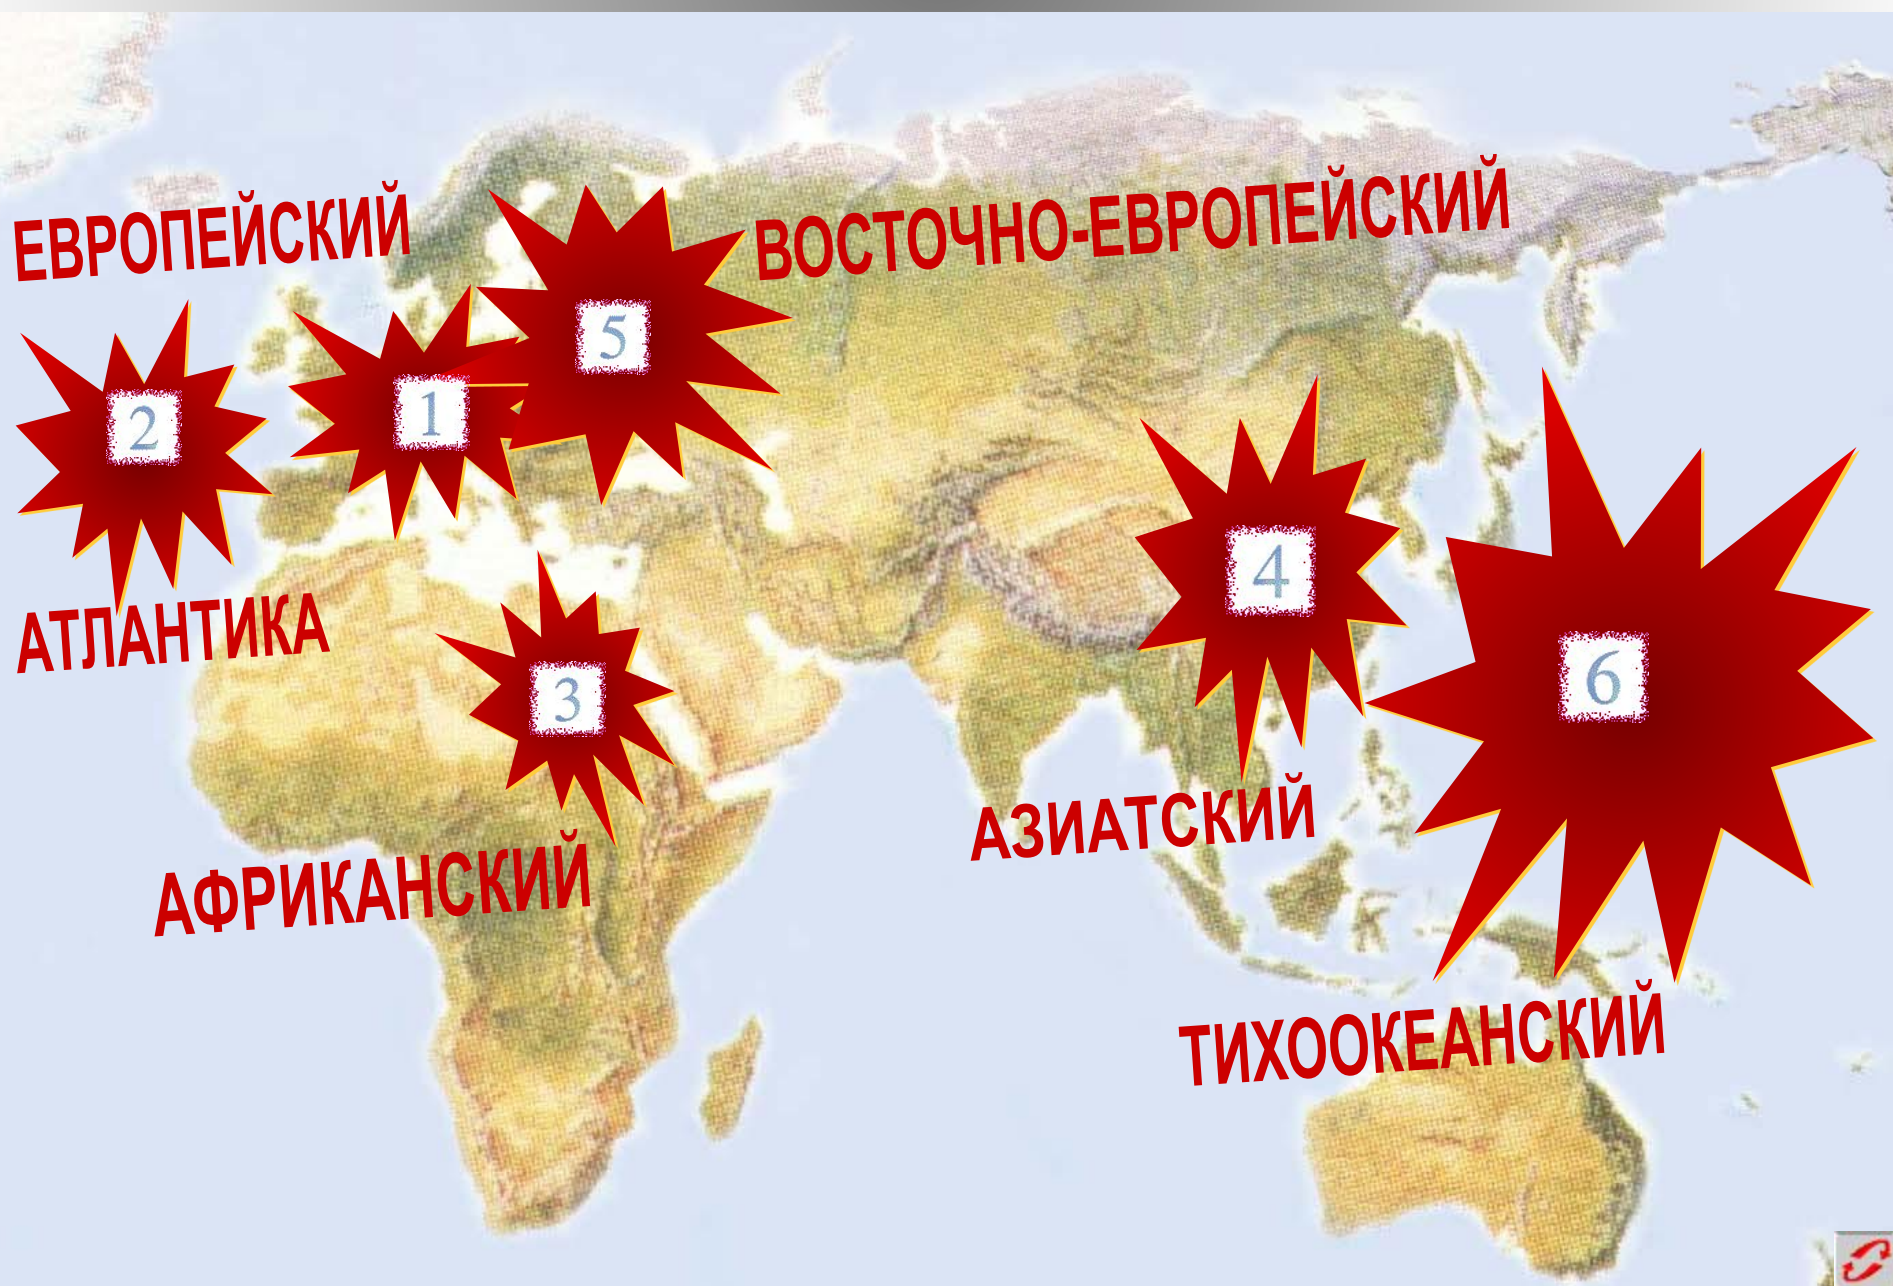 ЕВРОПЕЙСКИЙ
ВОСТОЧНО-ЕВРОПЕЙСКИЙ
5
1
2
4
АТЛАНТИКА
3
6
АЗИАТСКИЙ
АФРИКАНСКИЙ
ТИХООКЕАНСКИЙ